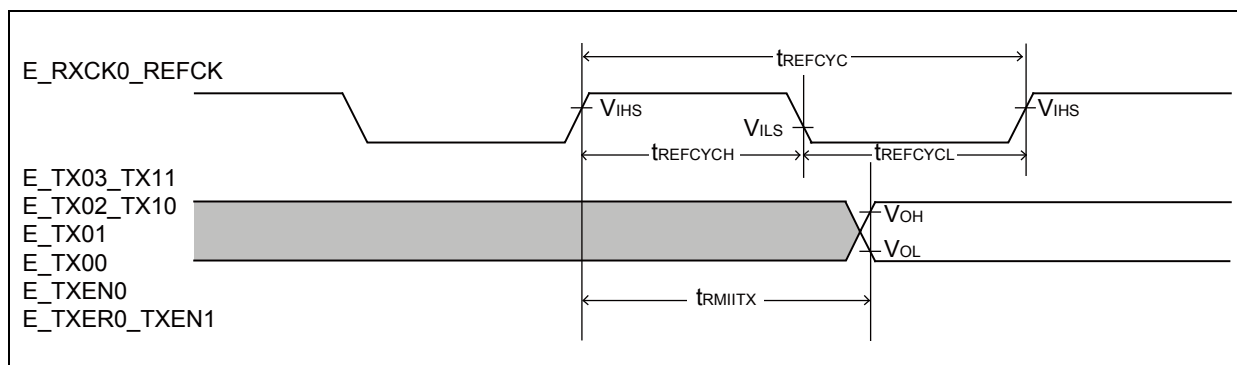 tREFCYC
E_RXCK0_REFCK
VIHS
VILS
VIHS
tREFCYCH
tREFCYCL
E_TX03_TX11
E_TX02_TX10
E_TX01
E_TX00
E_TXEN0
E_TXER0_TXEN1
VOH
VOL
tRMIITX